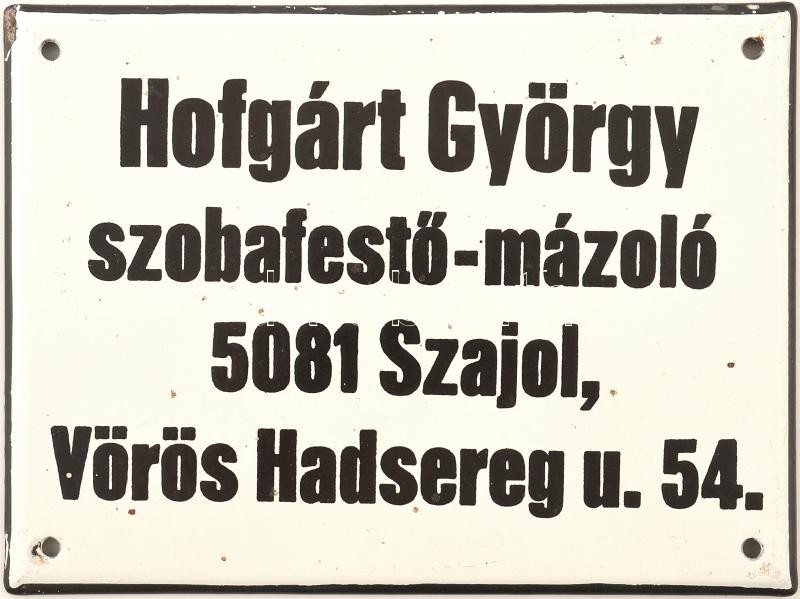 Hofgárt György
szobafestő-mázoló
5081 Szajol,
Vörös Hadsereg u. 54.